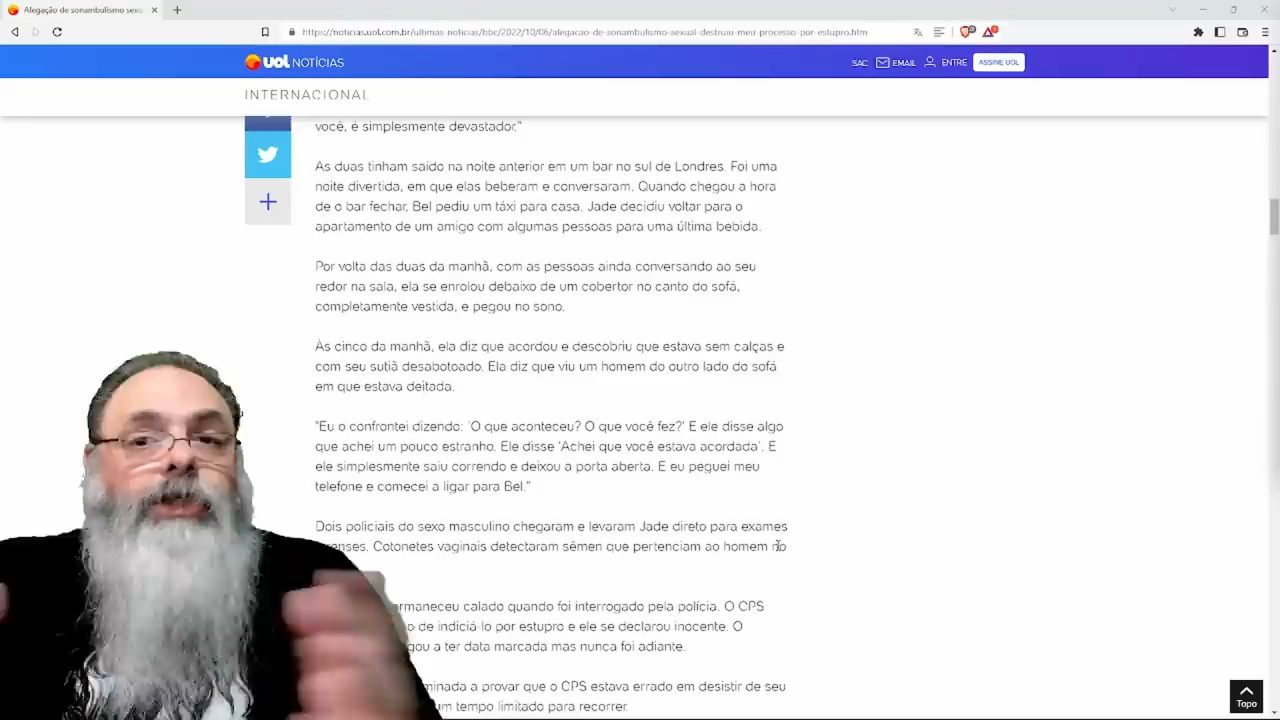 Alegação de sonambulismo sexu
https://noticias.uol.com.br/ultimas-noticias/bbc/2022/10/06/alegacao-de-sonambulismo-sexual-destruiu-meu-processo-por-estupro.htm
UOL NOTÍCIAS
SAC EMAIL ENTRE ASSINE UOL
INTERNACIONAL
você, é simplesmente devastador."
As duas tinham saído na noite anterior em um bar no sul de Londres. Foi uma
noite divertida, em que elas beberam e conversaram. Quando chegou a hora
de o bar fechar, Bel pediu um táxi para casa. Jade decidiu voltar para o
apartamento de um amigo com algumas pessoas para uma última bebida.
Por volta das duas da manhã, com as pessoas ainda conversando ao seu
redor na sala, ela se enrolou debaixo de um cobertor no canto do sofá,
completamente vestida, e pegou no sono.
Às cinco da manhã, ela diz que acordou e descobriu que estava sem calças e
com seu sutiã desabotoado. Ela diz que viu um homem do outro lado do sofá
em que estava deitada.
"Eu o confrontei dizendo: 'O que aconteceu? O que você fez?' E ele disse algo
que achei um pouco estranho. Ele disse 'Achei que você estava acordada'. E
ele simplesmente saiu correndo e deixou a porta aberta. E eu peguei meu
telefone e comecei a ligar para Bel."
Dois policiais do sexo masculino chegaram e levaram Jade direto para exames
enses. Cotonetes vaginais detectaram sêmen que pertenciam ao homem no
rmaneceu calado quando foi interrogado pela polícia. O CPS
o de indiciá-lo por estupro e ele se declarou inocente. O
gou a ter data marcada mas nunca foi adiante.
minada a provar que o CPS estava errado em desistir de seu
um tempo limitado para recorrer.
Topo